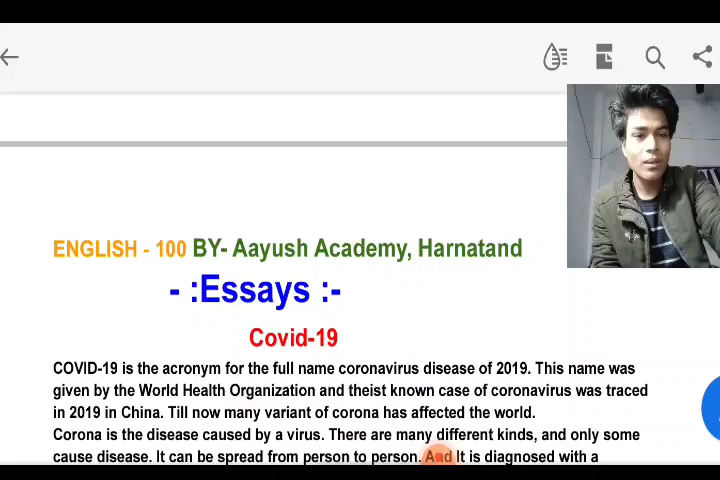 ENGLISH - 100 BY- Aayush Academy, Harnatand
- :Essays :-
Covid-19
COVID-19 is the acronym for the full name coronavirus disease of 2019. This name was
given by the World Health Organization and theist known case of coronavirus was traced
in 2019 in China. Till now many variant of corona has affected the world.
Corona is the disease caused by a virus. There are many different kinds, and only some
cause disease. It can be spread from person to person. And It is diagnosed with a